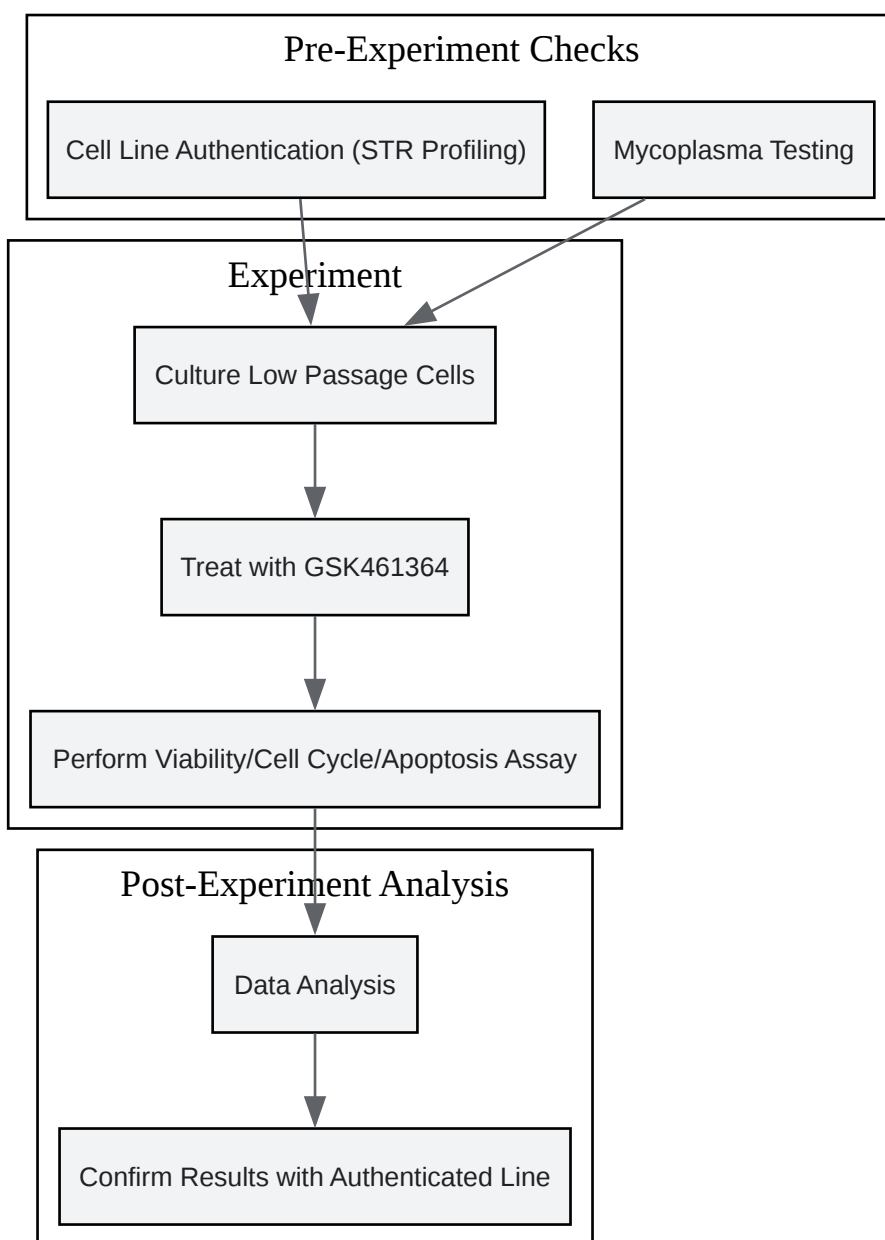 Pre-Experiment Checks
Cell Line Authentication (STR Profiling)
Mycoplasma Testing
Experiment
Culture Low Passage Cells
Treat with GSK461364
Perform Viability/Cell Cycle/Apoptosis Assay
Post-Experiment Analysis
Data Analysis
Confirm Results with Authenticated Line